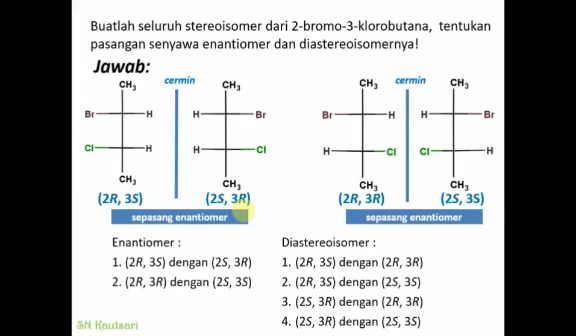 Buatlah seluruh stereoisomer dari 2-bromo-3-klorobutana, tentukan
pasangan senyawa enantiomer dan diastereoisomernya!
Jawab:
CH3 cermin CH3 CH3 cermin CH3
Br H H Br Br H H Br
Cl H H Cl H Cl Cl H
CH3 CH3 CH3 CH3
(2R, 3S) (2S, 3R) (2R, 3R) (2S, 3S)
sepasang enantiomer sepasang enantiomer
Enantiomer :
1. (2R, 3S) dengan (2S, 3R)
2. (2R, 3R) dengan (2S, 3S)
Diastereoisomer :
1. (2R, 3S) dengan (2R, 3R)
2. (2R, 3S) dengan (2S, 3S)
3. (2S, 3R) dengan (2R, 3R)
4. (2S, 3R) dengan (2S, 3S)
SN Kautsari